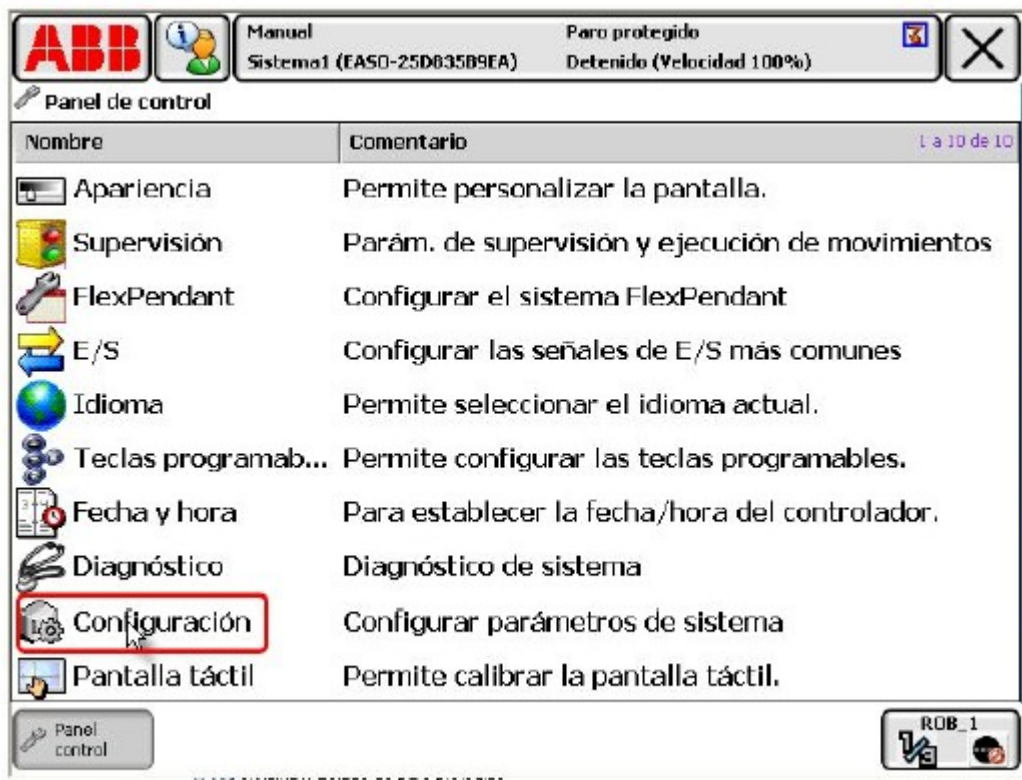 ABB
Manual
Paro protegido
Sistema1 (EASO-25D835B9EA)
Detenido (Velocidad 100%)
Panel de control
Nombre
Comentario
1 a 10 de 10
Apariencia
Permite personalizar la pantalla.
Supervisión
Parám. de supervisión y ejecución de movimientos
FlexPendant
Configurar el sistema FlexPendant
E/S
Configurar las señales de E/S más comunes
Idioma
Permite seleccionar el idioma actual.
Teclas programab...
Permite configurar las teclas programables.
Fecha y hora
Para establecer la fecha/hora del controlador.
Diagnóstico
Diagnóstico de sistema
Configuración
Configurar parámetros de sistema
Pantalla táctil
Permite calibrar la pantalla táctil.
Panel
control
ROB_1